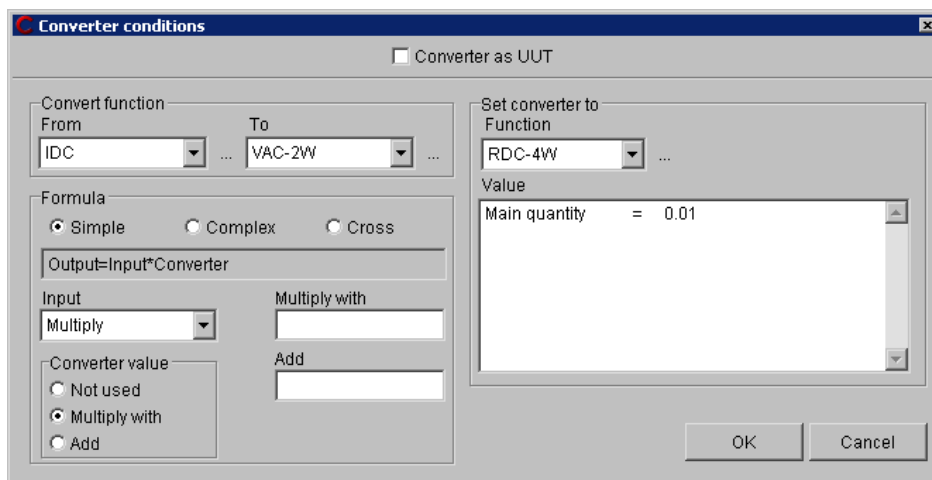 Converter conditions
Converter as UUT
Convert function
From To
IDC ... VAC-2W ...
Formula
Simple Complex Cross
Output=Input*Converter
Input Multiply with
Multiply
Converter value Add
Not used
Multiply with
Add
Set converter to
Function
RDC-4W ...
Value
Main quantity = 0.01
OK Cancel